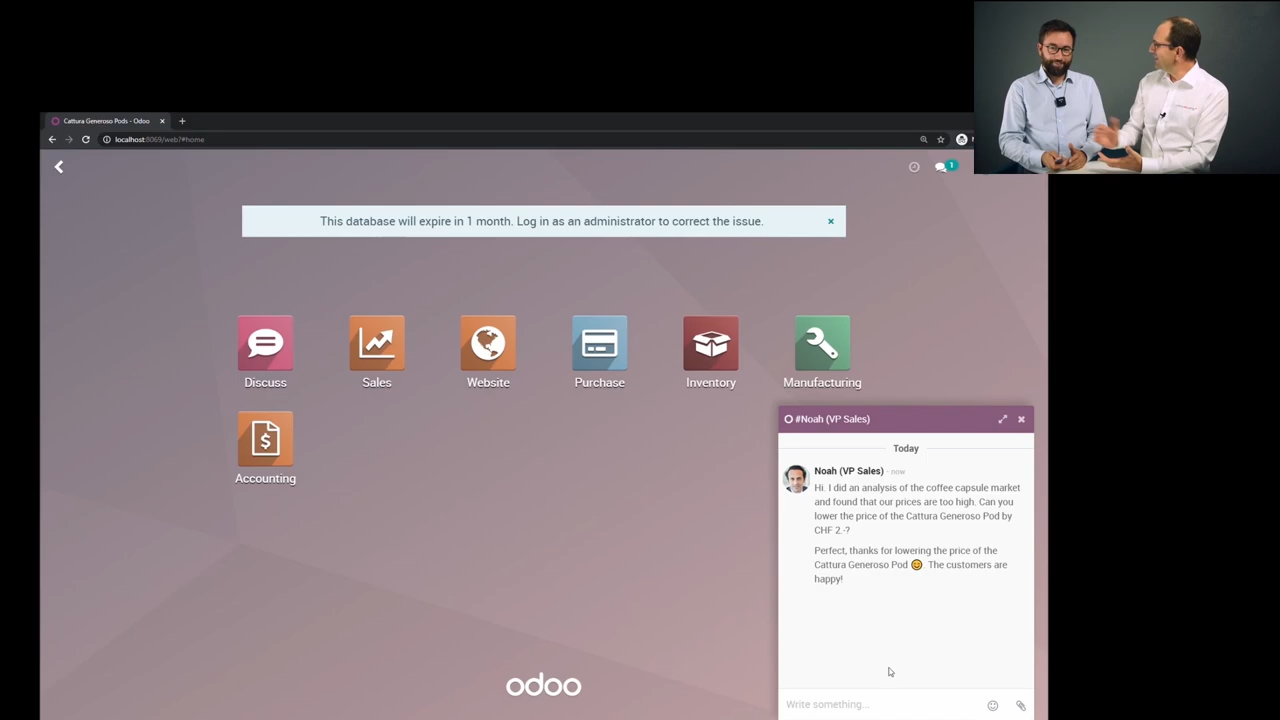 Cattura Generoso Pods - Odoo
localhost:8069/web?#home
1
This database will expire in 1 month. Log in as an administrator to correct the issue.
Discuss
Sales
Website
Purchase
Inventory
Manufacturing
Accounting
#Noah (VP Sales)
Today
Noah (VP Sales) - now
Hi. I did an analysis of the coffee capsule market
and found that our prices are too high. Can you
lower the price of the Cattura Generoso Pod by
CHF 2.-?
Perfect, thanks for lowering the price of the
Cattura Generoso Pod 😊. The customers are
happy!
Write something...
odoo